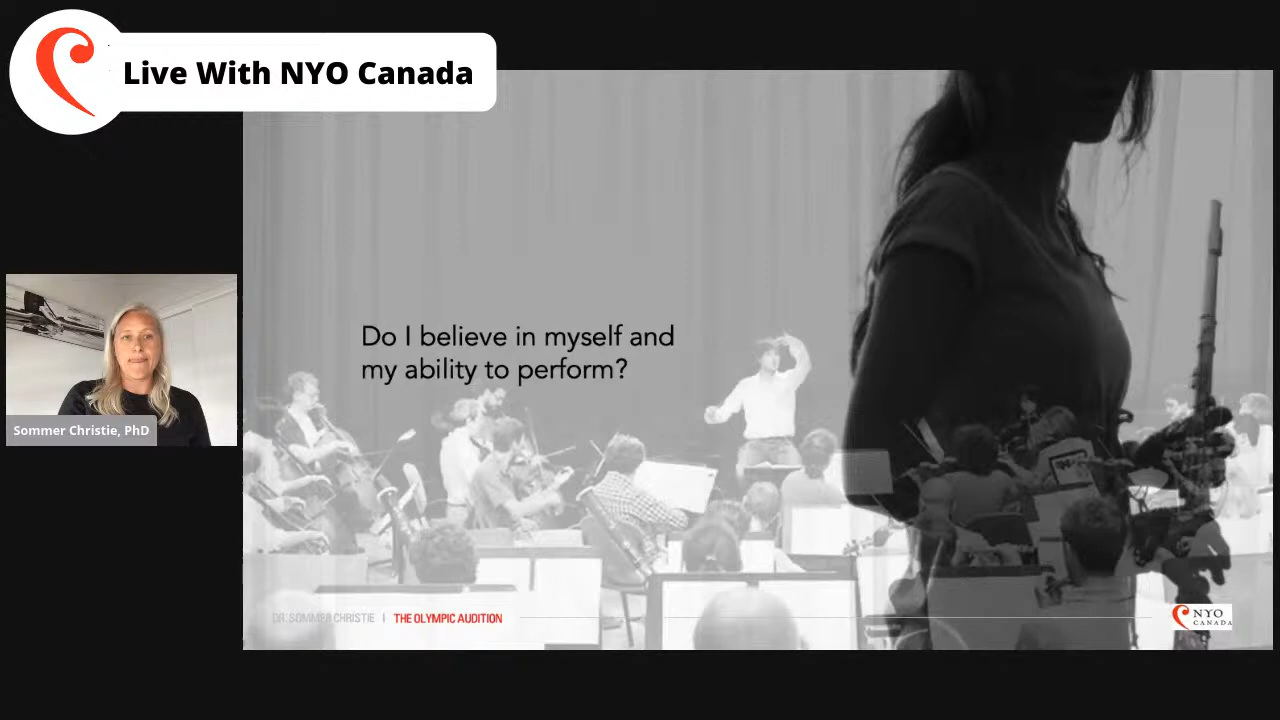 Live With NYO Canada
Do I believe in myself and
my ability to perform?
Sommer Christie, PhD
DR. SOMMER CHRISTIE | THE OLYMPIC AUDITION
NYO
CANADA